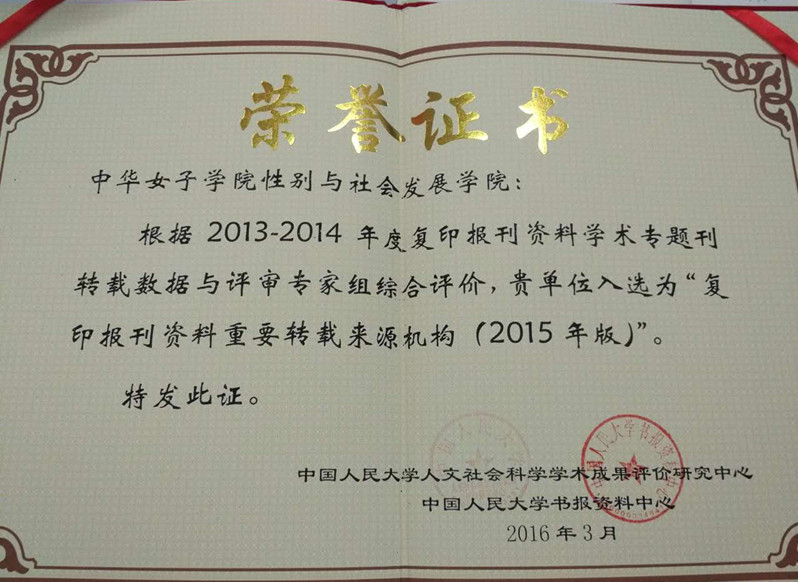 荣誉证书
中华女子学院性别与社会发展学院：
根据 2013-2014 年度复印报刊资料学术专题刊
转载数据与评审专家组综合评价，贵单位入选为“复
印报刊资料重要转载来源机构（2015 年版）”。
特发此证。
中国人民大学人文社会科学学术成果评价研究中心
中国人民大学书报资料中心
2016 年 3 月